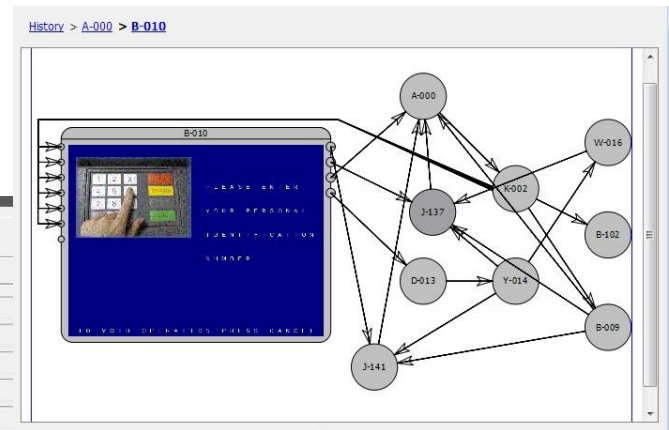 History > A-000 > B-010
B-010
PLEASE ENTER
YOUR PERSONAL
IDENTIFICATION
NUMBER
TO VOID OPERATION PRESS CANCEL
A-000
W-016
K-002
J-137
B-102
D-013
Y-014
B-009
J-141